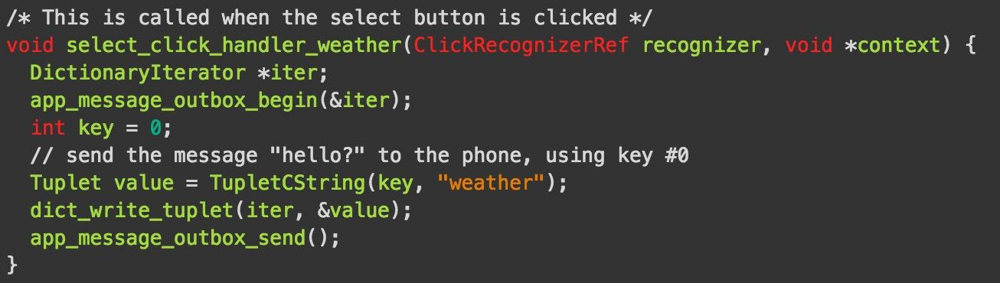 /* This is called when the select button is clicked */
void select_click_handler_weather(ClickRecognizerRef recognizer, void *context) {
  DictionaryIterator *iter;
  app_message_outbox_begin(&iter);
  int key = 0;
  // send the message "hello?" to the phone, using key #0
  Tuplet value = TupletCString(key, "weather");
  dict_write_tuplet(iter, &value);
  app_message_outbox_send();
}